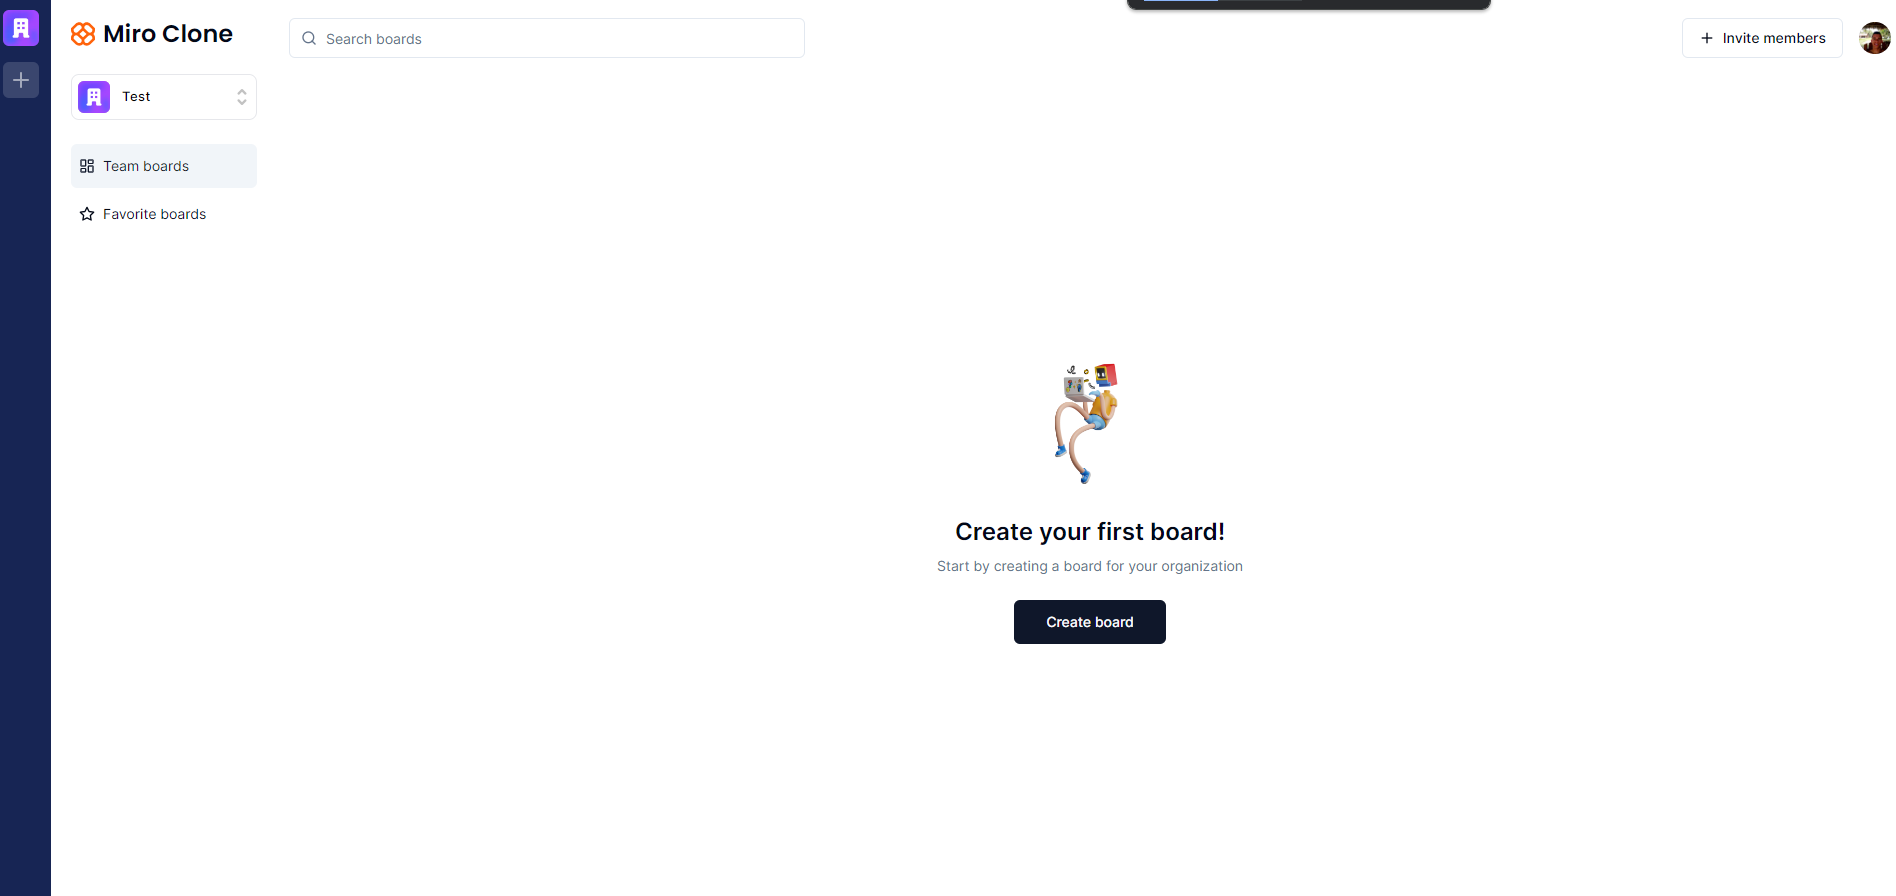 Miro Clone
Search boards
Invite members
Test
Team boards
Favorite boards
Create your first board!
Start by creating a board for your organization
Create board